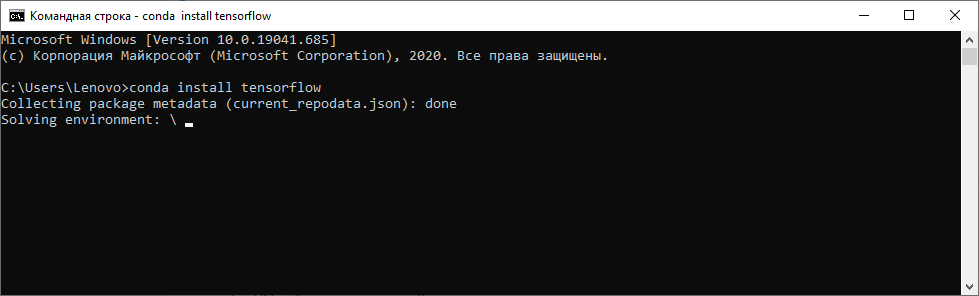 Командная строка - conda  install tensorflow
Microsoft Windows [Version 10.0.19041.685]
(c) Корпорация Майкрософт (Microsoft Corporation), 2020. Все права защищены.
C:\Users\Lenovo>conda install tensorflow
Collecting package metadata (current_repodata.json): done
Solving environment: \